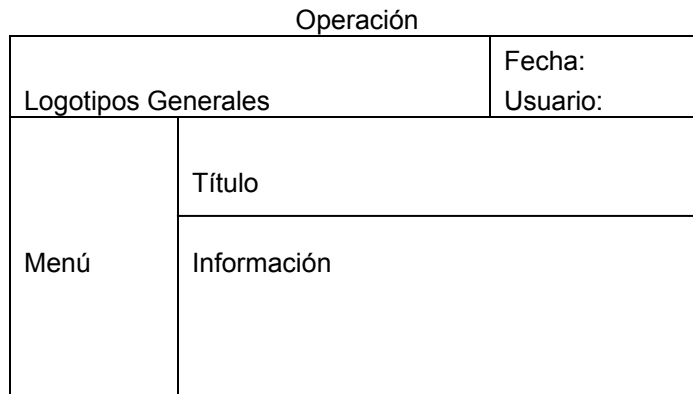 Operación
Fecha:
Logotipos Generales
Usuario:
Título
Menú
Información